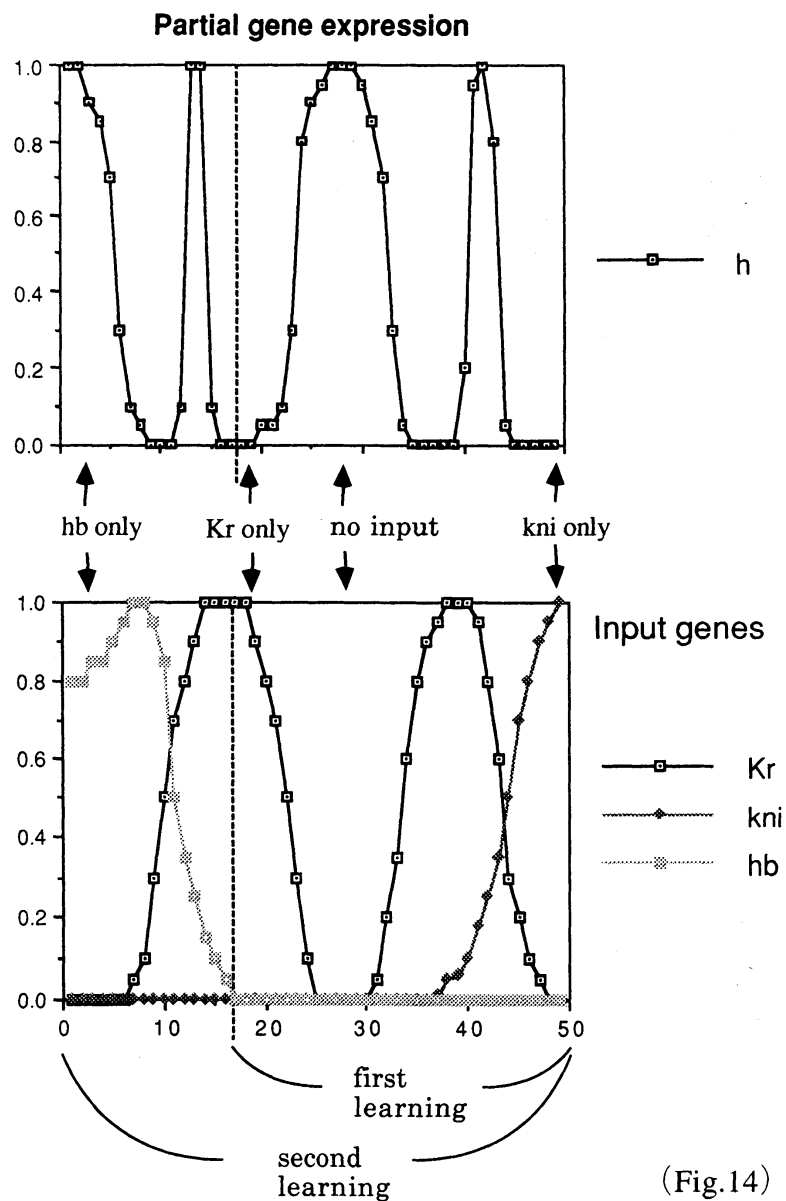 Partial gene expression
1.0
0.8
0.6
0.4
0.2
0.0
h
hb only
Kr only
no input
kni only
1.0
0.8
0.6
0.4
0.2
0.0
0
10
20
30
40
50
Input genes
Kr
kni
hb
first
learning
second
learning
(Fig.14)